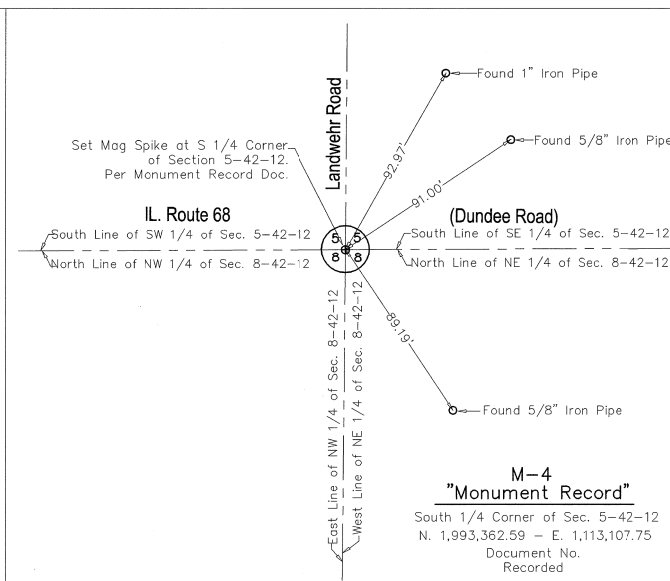 Landwehr Road
Found 1" Iron Pipe
Found 5/8" Iron Pipe
Set Mag Spike at S 1/4 Corner
of Section 5-42-12.
Per Monument Record Doc.
92.97'
91.00'
IL. Route 68
(Dundee Road)
South Line of SW 1/4 of Sec. 5-42-12
5 5
South Line of SE 1/4 of Sec. 5-42-12
North Line of NW 1/4 of Sec. 8-42-12
8 8
North Line of NE 1/4 of Sec. 8-42-12
89.19'
East Line of NW 1/4 of Sec. 8-42-12
West Line of NE 1/4 of Sec. 8-42-12
Found 5/8" Iron Pipe
M-4
"Monument Record"
South 1/4 Corner of Sec. 5-42-12
N. 1,993,362.59 - E. 1,113,107.75
Document No.
Recorded